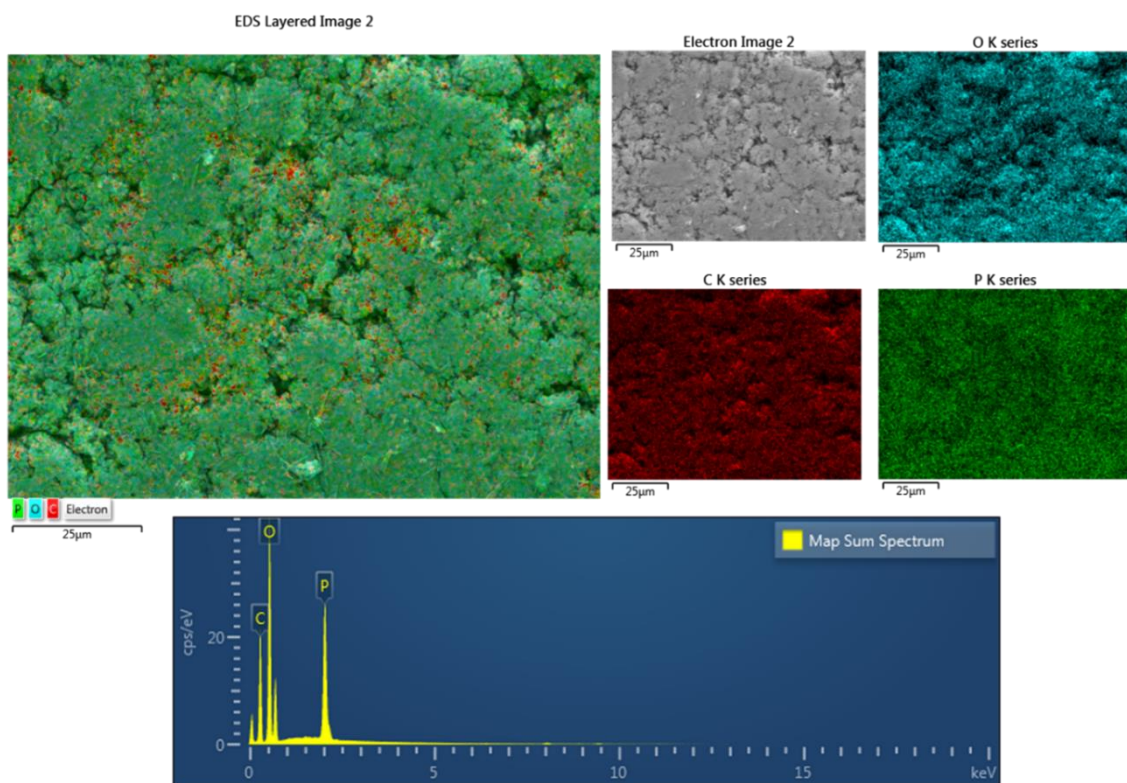 EDS Layered Image 2
Electron Image 2
O K series
25μm
25μm
C K series
P K series
25μm
25μm
P O C Electron
25μm
Map Sum Spectrum
cps/eV
20
0
C
O
P
0 5 10 15 keV